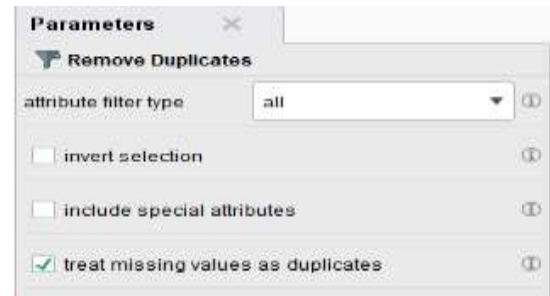 Parameters
Remove Duplicates
attribute filter type all
invert selection
include special attributes
treat missing values as duplicates